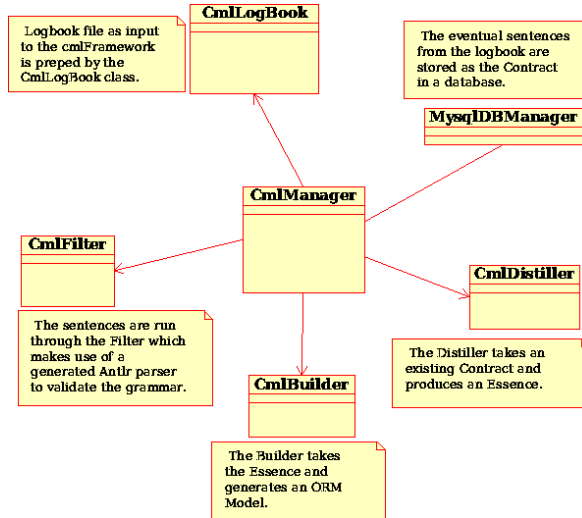 CmlLogBook
Logbook file as input
to the cmlFramework
is preped by the
CmlLogBook class.
The eventual sentences
from the logbook are
stored as the Contract
in a database.
MysqlDBManager
CmlManager
CmlFilter
CmlDistiller
The sentences are run
through the Filter which
makes use of a
generated Antlr parser
to validate the grammar.
The Distiller takes an
existing Contract and
produces an Essence.
CmlBuilder
The Builder takes
the Essence and
generates an ORM
Model.